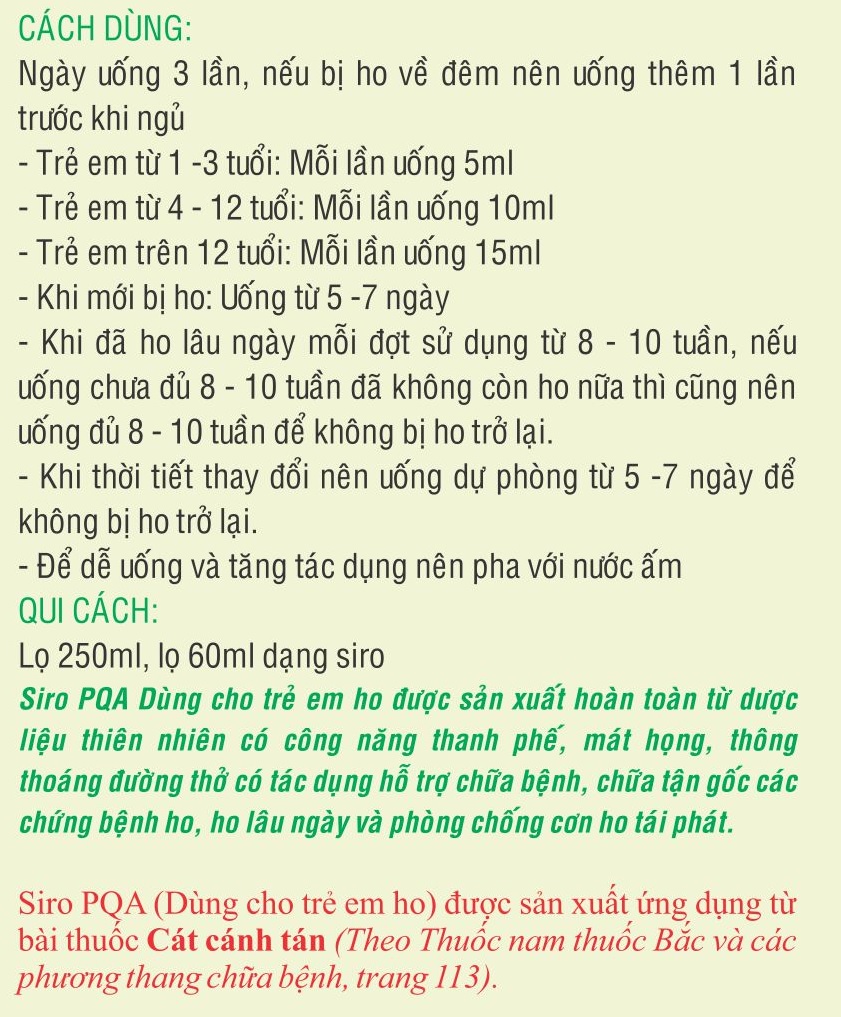 CÁCH DÙNG:
Ngày uống 3 lần, nếu bị ho về đêm nên uống thêm 1 lần
trước khi ngủ
- Trẻ em từ 1 -3 tuổi: Mỗi lần uống 5ml
- Trẻ em từ 4 - 12 tuổi: Mỗi lần uống 10ml
- Trẻ em trên 12 tuổi: Mỗi lần uống 15ml
- Khi mới bị ho: Uống từ 5 -7 ngày
- Khi đã ho lâu ngày mỗi đợt sử dụng từ 8 - 10 tuần, nếu
uống chưa đủ 8 - 10 tuần đã không còn ho nữa thì cũng nên
uống đủ 8 - 10 tuần để không bị ho trở lại.
- Khi thời tiết thay đổi nên uống dự phòng từ 5 -7 ngày để
không bị ho trở lại.
- Để dễ uống và tăng tác dụng nên pha với nước ấm
QUI CÁCH:
Lọ 250ml, lọ 60ml dạng siro
Siro PQA Dùng cho trẻ em ho được sản xuất hoàn toàn từ dược
liệu thiên nhiên có công năng thanh phế, mát họng, thông
thoáng đường thở có tác dụng hỗ trợ chữa bệnh, chữa tận gốc các
chứng bệnh ho, ho lâu ngày và phòng chống cơn ho tái phát.
Siro PQA (Dùng cho trẻ em ho) được sản xuất ứng dụng từ
bài thuốc Cát cánh tán (Theo Thuốc nam thuốc Bắc và các
phương thang chữa bệnh, trang 113).